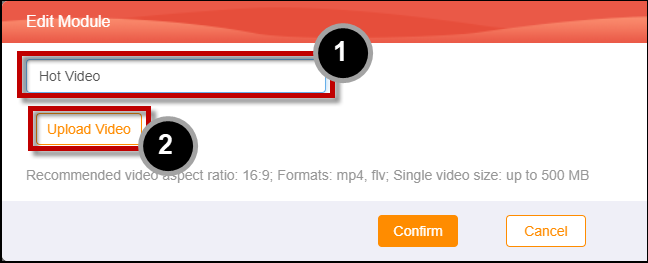 Edit Module
1
Hot Video
Upload Video
2
Recommended video aspect ratio: 16:9; Formats: mp4, flv; Single video size: up to 500 MB
Confirm Cancel